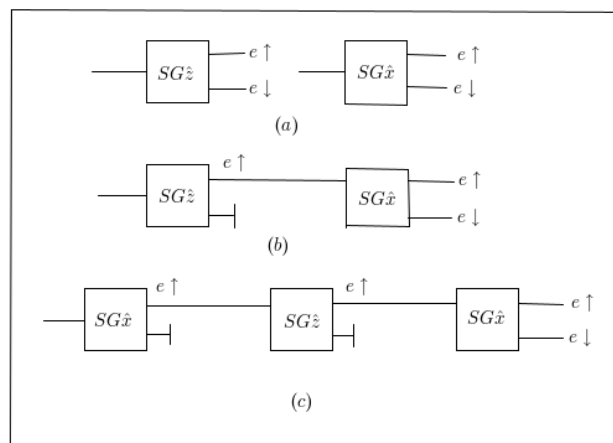 e ↑ e ↑
SGẑ SGx̂
e ↓ e ↓
(a)
e ↑
e ↑
SGẑ SGx̂
e ↓
(b)
e ↑ e ↑
e ↑
SGx̂ SGẑ SGx̂
e ↓
(c)